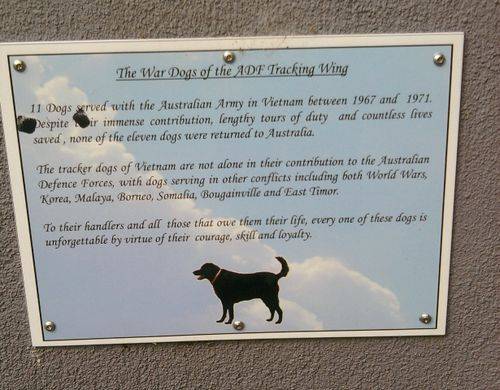 The War Dogs of the ADF Tracking Wing
11 Dogs served with the Australian Army in Vietnam between 1967 and 1971.
Despite their immense contribution, lengthy tours of duty and countless lives
saved , none of the eleven dogs were returned to Australia.
The tracker dogs of Vietnam are not alone in their contribution to the Australian
Defence Forces, with dogs serving in other conflicts including both World Wars,
Korea, Malaya, Borneo, Somalia, Bougainville and East Timor.
To their handlers and all those that owe them their life, every one of these dogs is
unforgettable by virtue of their courage, skill and loyalty.